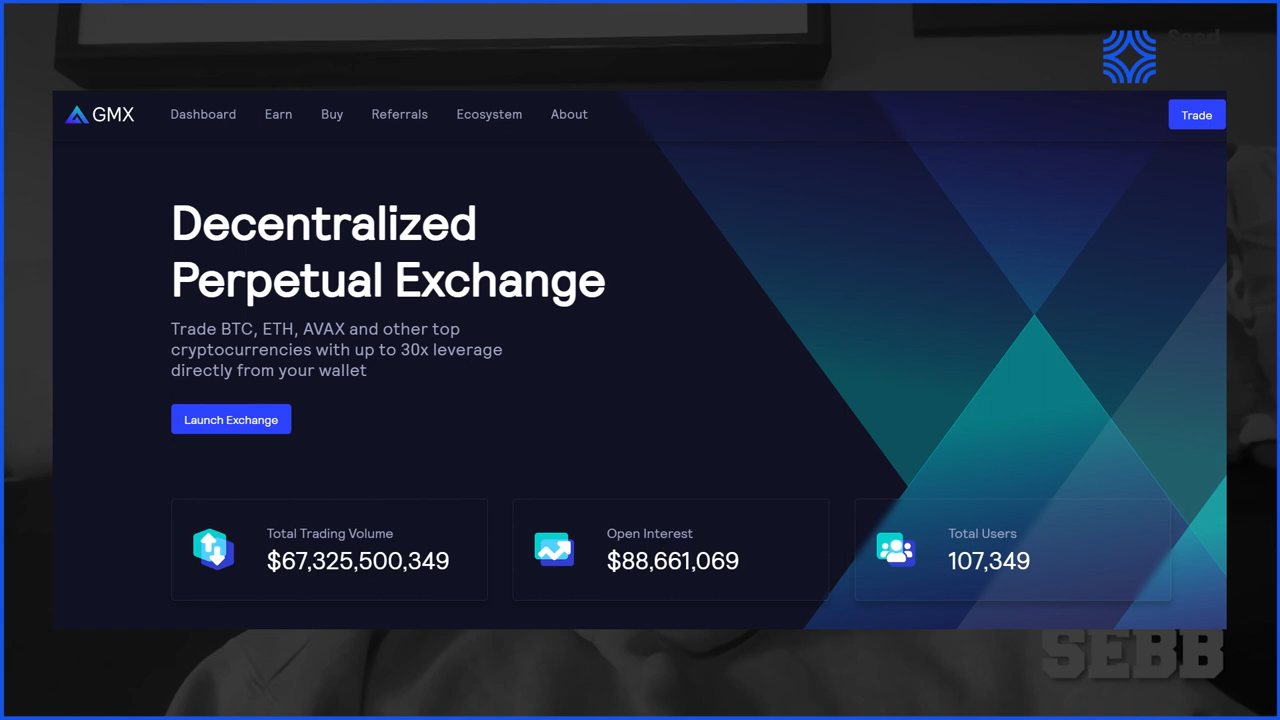 GMX
Dashboard Earn Buy Referrals Ecosystem About
Trade
Decentralized
Perpetual Exchange
Trade BTC, ETH, AVAX and other top
cryptocurrencies with up to 30x leverage
directly from your wallet
Launch Exchange
Total Trading Volume
$67,325,500,349
Open Interest
$88,661,069
Total Users
107,349
SEBB